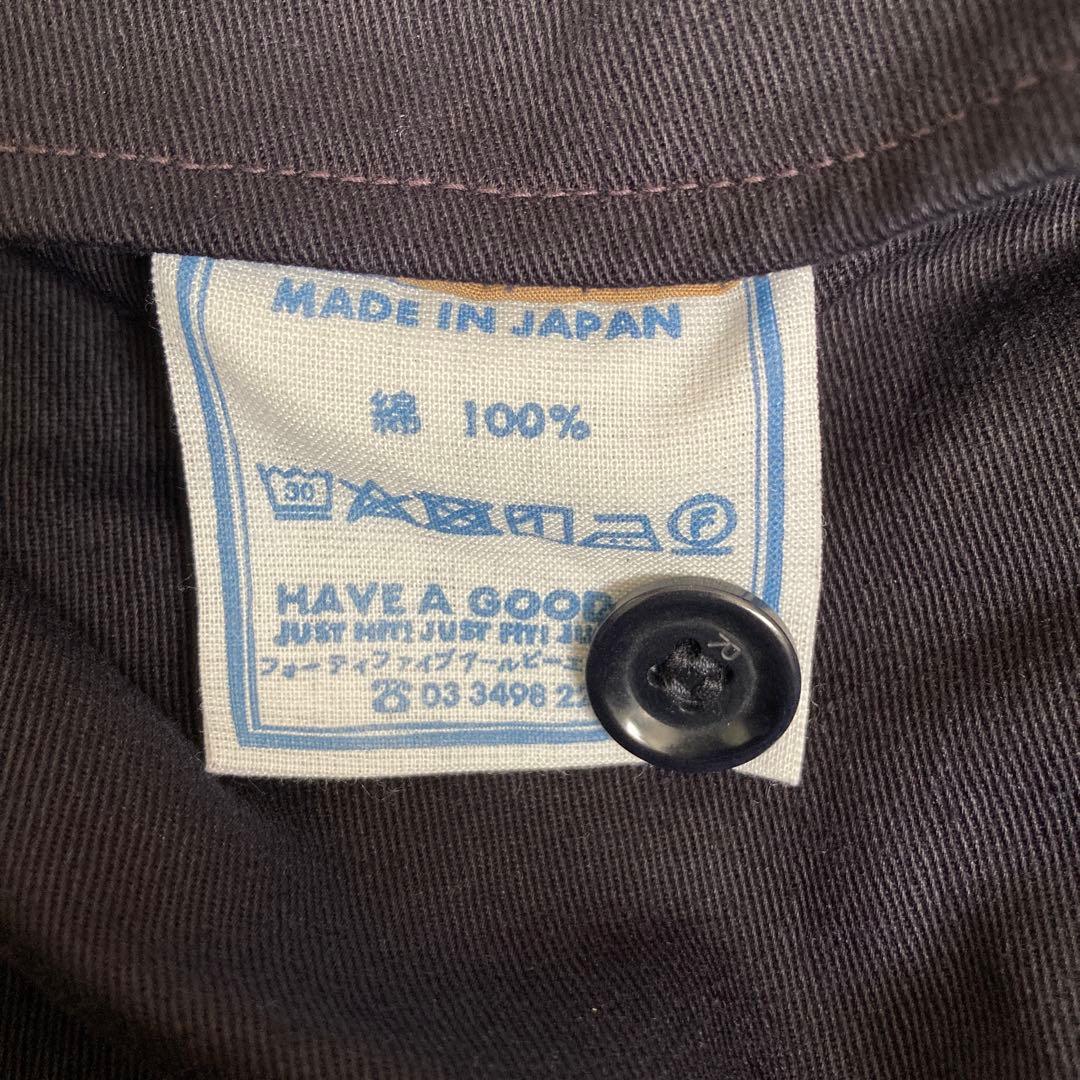 MADE IN JAPAN
綿 100%
30
F
HAVE A GOOD
JUST HIT! JUST FIT!
フォーティファイブアールピーエ
☎ 03 3498 22
R